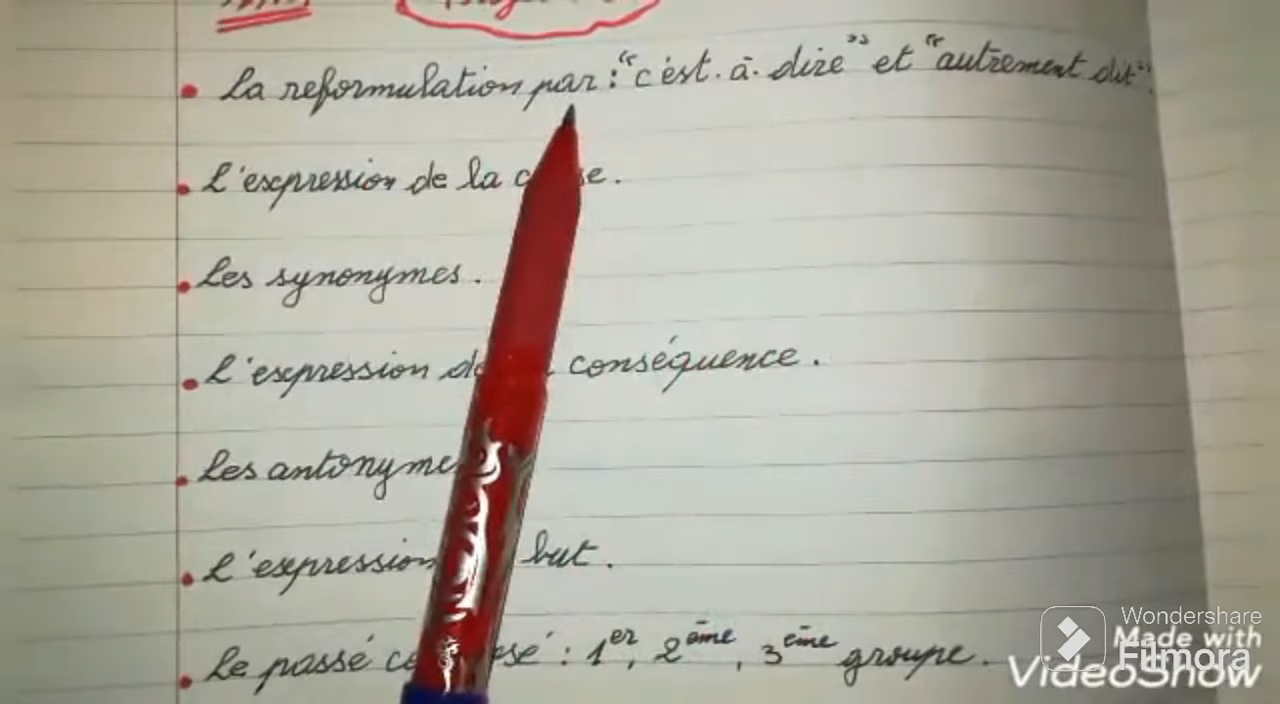 La reformulation par : "c'est-à-dire" et "autrement dit".
L'expression de la
Les synonymes.
L'expression conséquence.
Les antonymes
L'expression but.
Le passé : 1er, 2ème, 3ème groupe.
Wondershare
Filmora
Made with
VideoShow